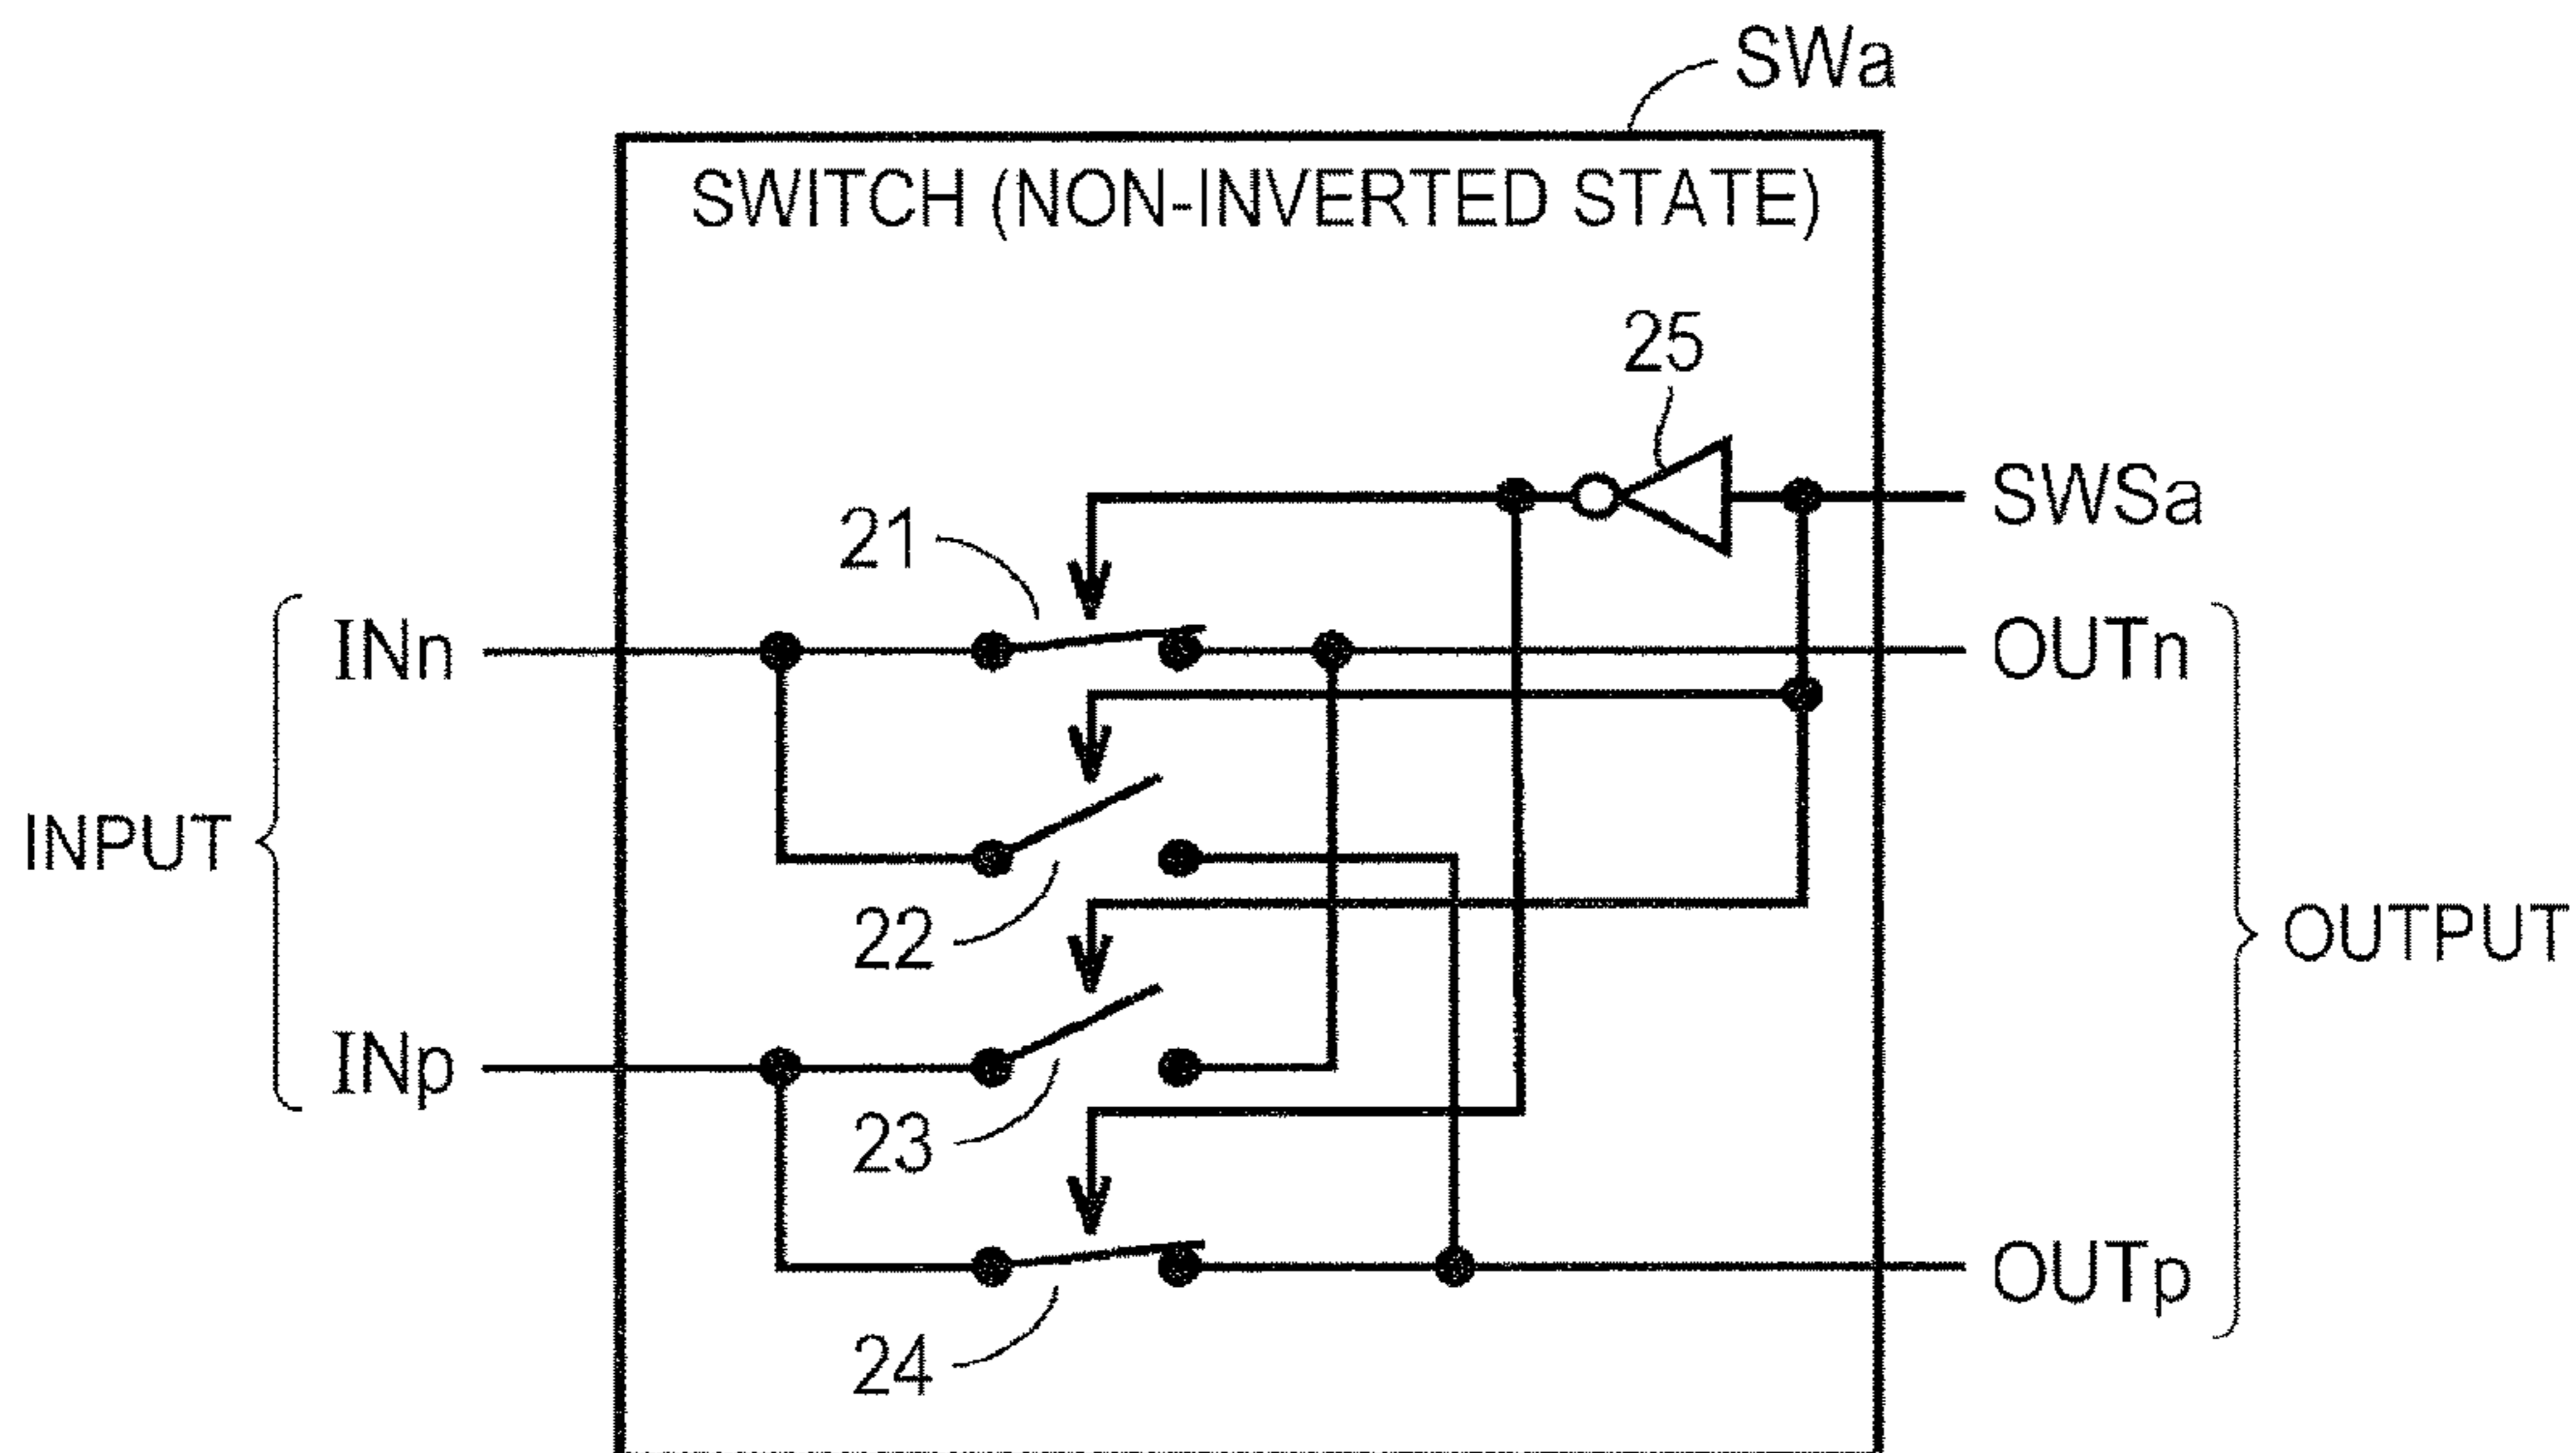 SWa
SWITCH (NON-INVERTED STATE)
25
SWSa
21
INn
OUTn
INPUT
22
OUTPUT
INp
23
OUTp
24